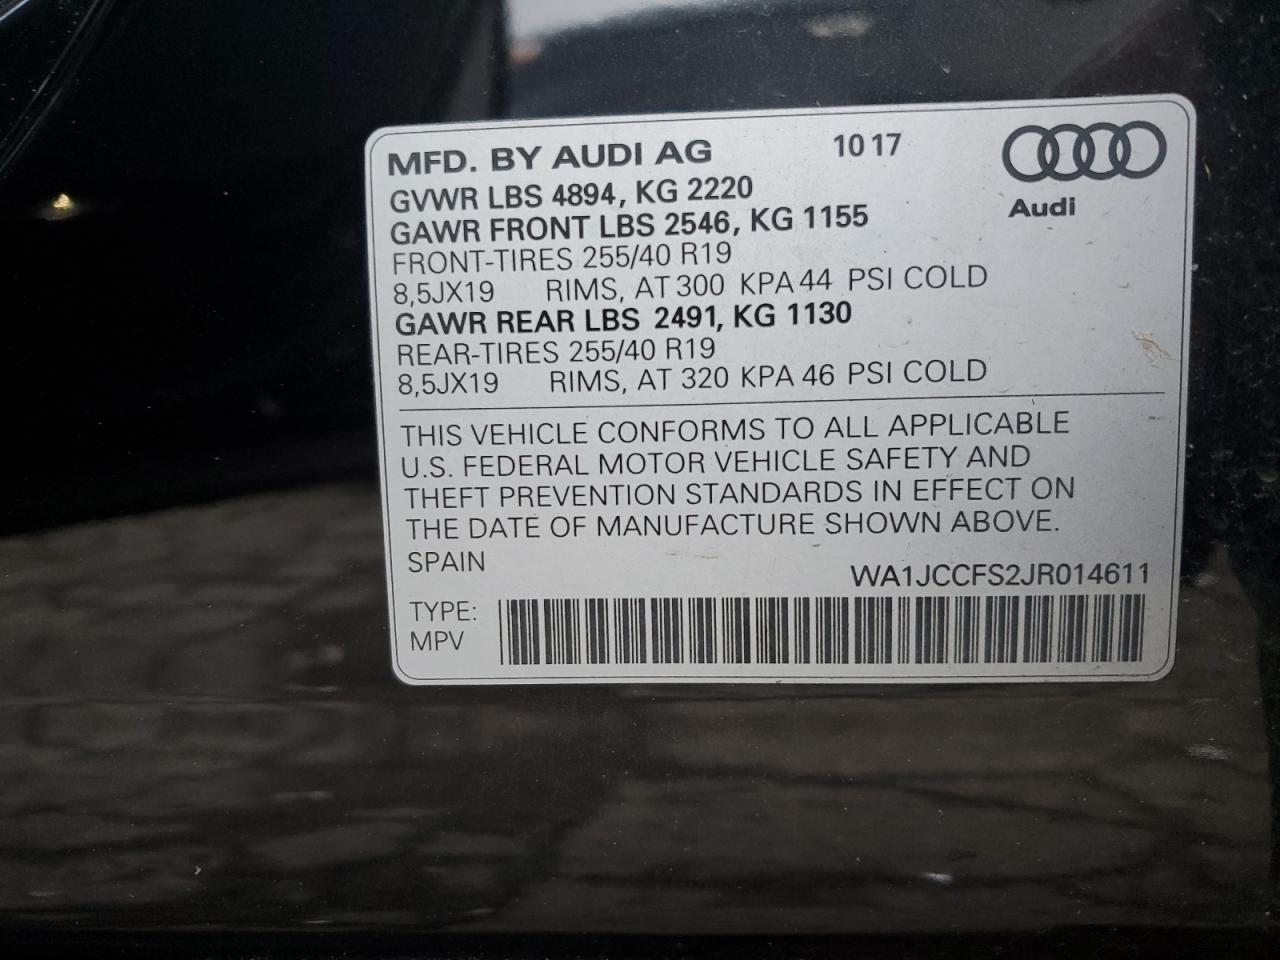 MFD. BY AUDI AG 10 17
GVWR LBS 4894, KG 2220
GAWR FRONT LBS 2546, KG 1155
Audi
FRONT-TIRES 255/40 R19
8,5JX19 RIMS, AT 300 KPA 44 PSI COLD
GAWR REAR LBS 2491, KG 1130
REAR-TIRES 255/40 R19
8,5JX19 RIMS, AT 320 KPA 46 PSI COLD
THIS VEHICLE CONFORMS TO ALL APPLICABLE
U.S. FEDERAL MOTOR VEHICLE SAFETY AND
THEFT PREVENTION STANDARDS IN EFFECT ON
THE DATE OF MANUFACTURE SHOWN ABOVE.
SPAIN
WA1JCCFS2JR014611
TYPE:
MPV